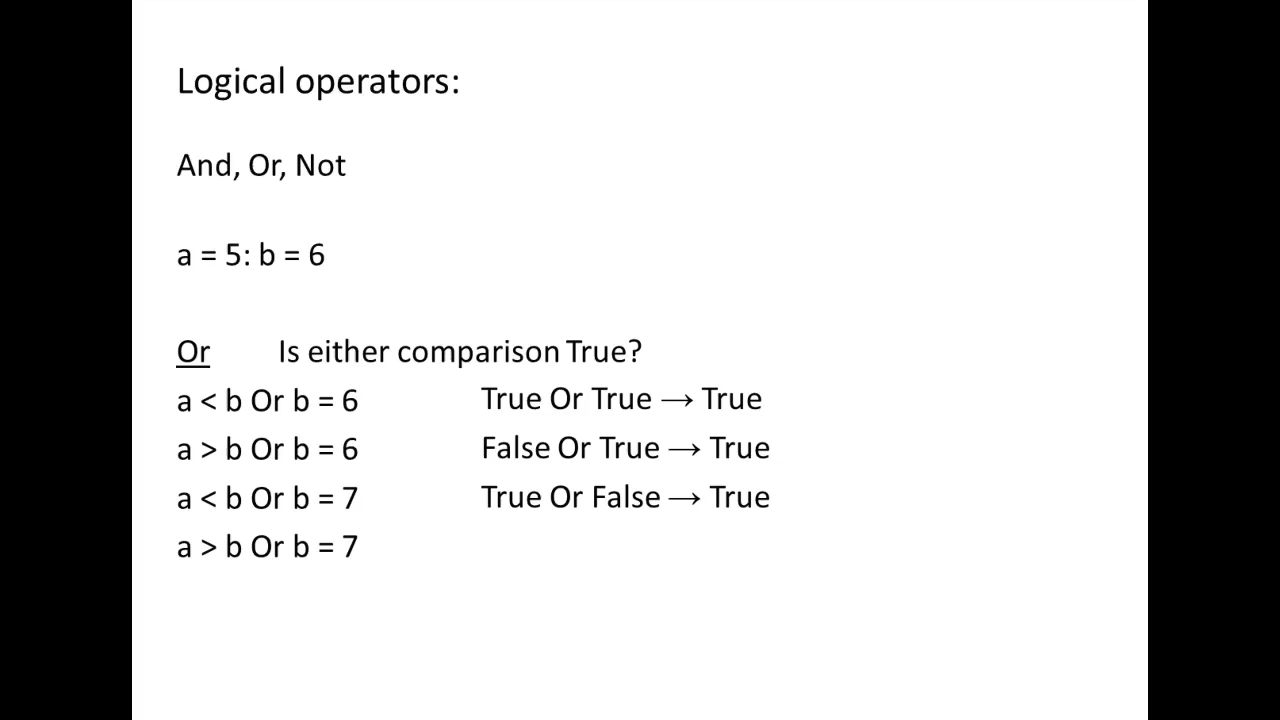 Logical operators:
And, Or, Not
a = 5: b = 6
Or Is either comparison True?
a < b Or b = 6 True Or True → True
a > b Or b = 6 False Or True → True
a < b Or b = 7 True Or False → True
a > b Or b = 7